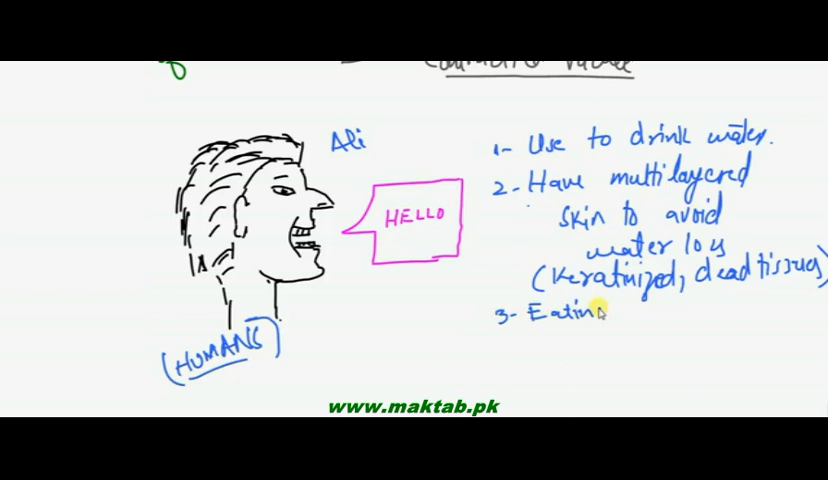 Ali
HELLO
(HUMANS)
1- Use to drink water.
2- Have multilayered
skin to avoid
water loss
(Keratinized, dead tissues)
3- Eatin
www.maktab.pk